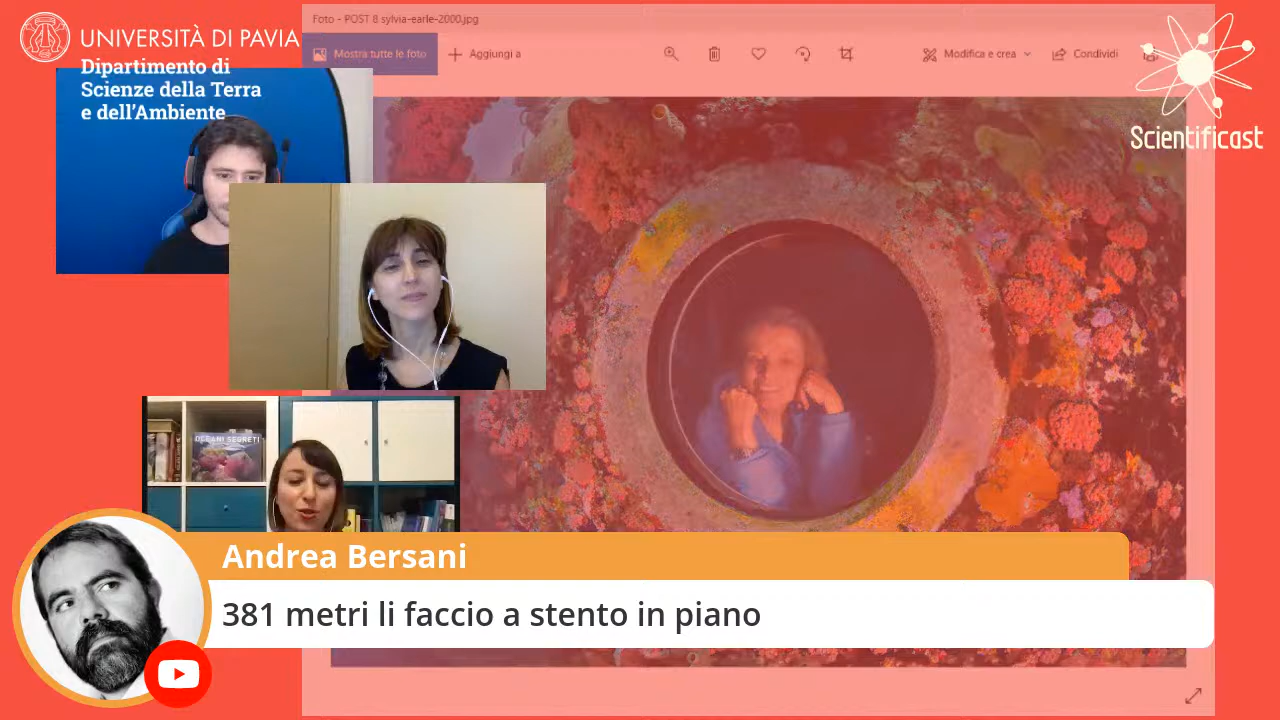 UNIVERSITÀ DI PAVIA
Dipartimento di
Scienze della Terra
e dell'Ambiente
Foto - POST 8 sylvia-earle-2000.jpg
Mostra tutte le foto
Aggiungi a
Modifica e crea
Condividi
Scientificast
OCEANI SEGRETI
Andrea Bersani
381 metri li faccio a stento in piano